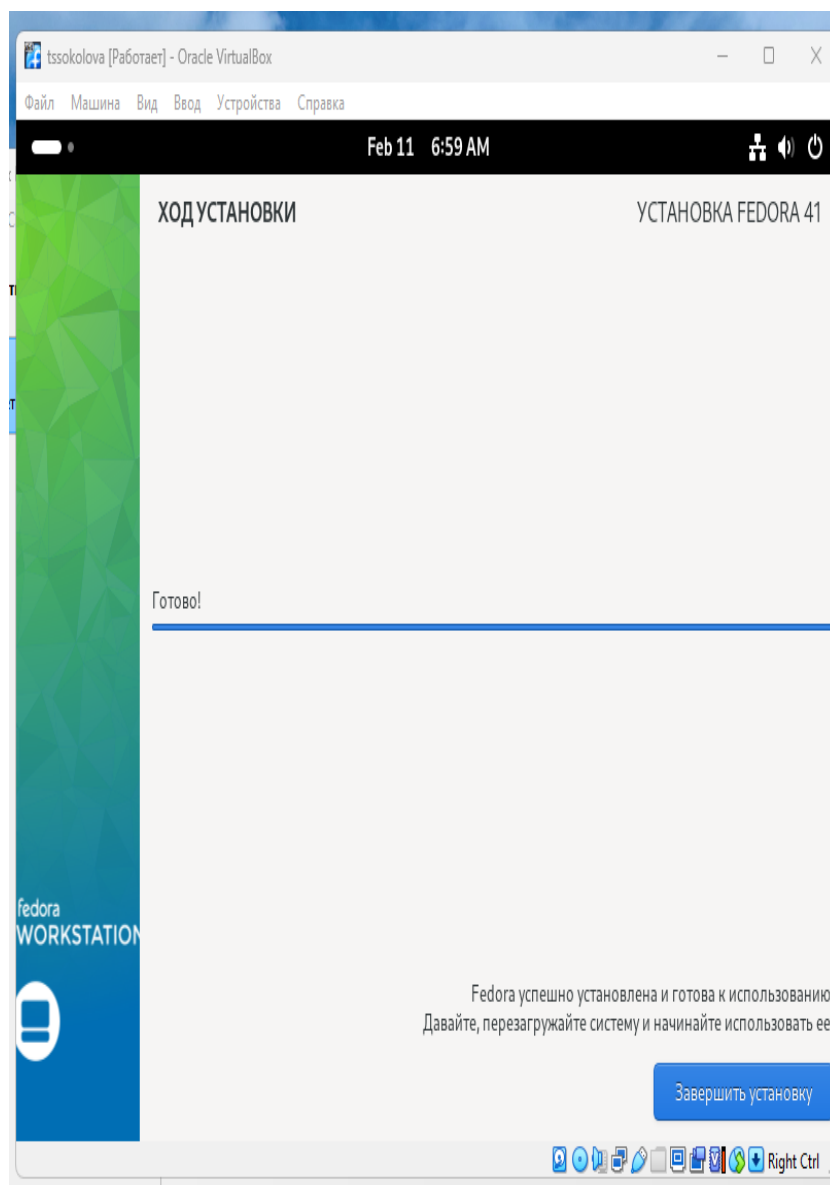 tssokolova [Работает] - Oracle VirtualBox
Файл Машина Вид Ввод Устройства Справка
Feb 11 6:59 AM
ХОД УСТАНОВКИ
УСТАНОВКА FEDORA 41
Готово!
fedora
WORKSTATION
Fedora успешно установлена и готова к использованию
Давайте, перезагружайте систему и начинайте использовать ее
Завершить установку
Right Ctrl